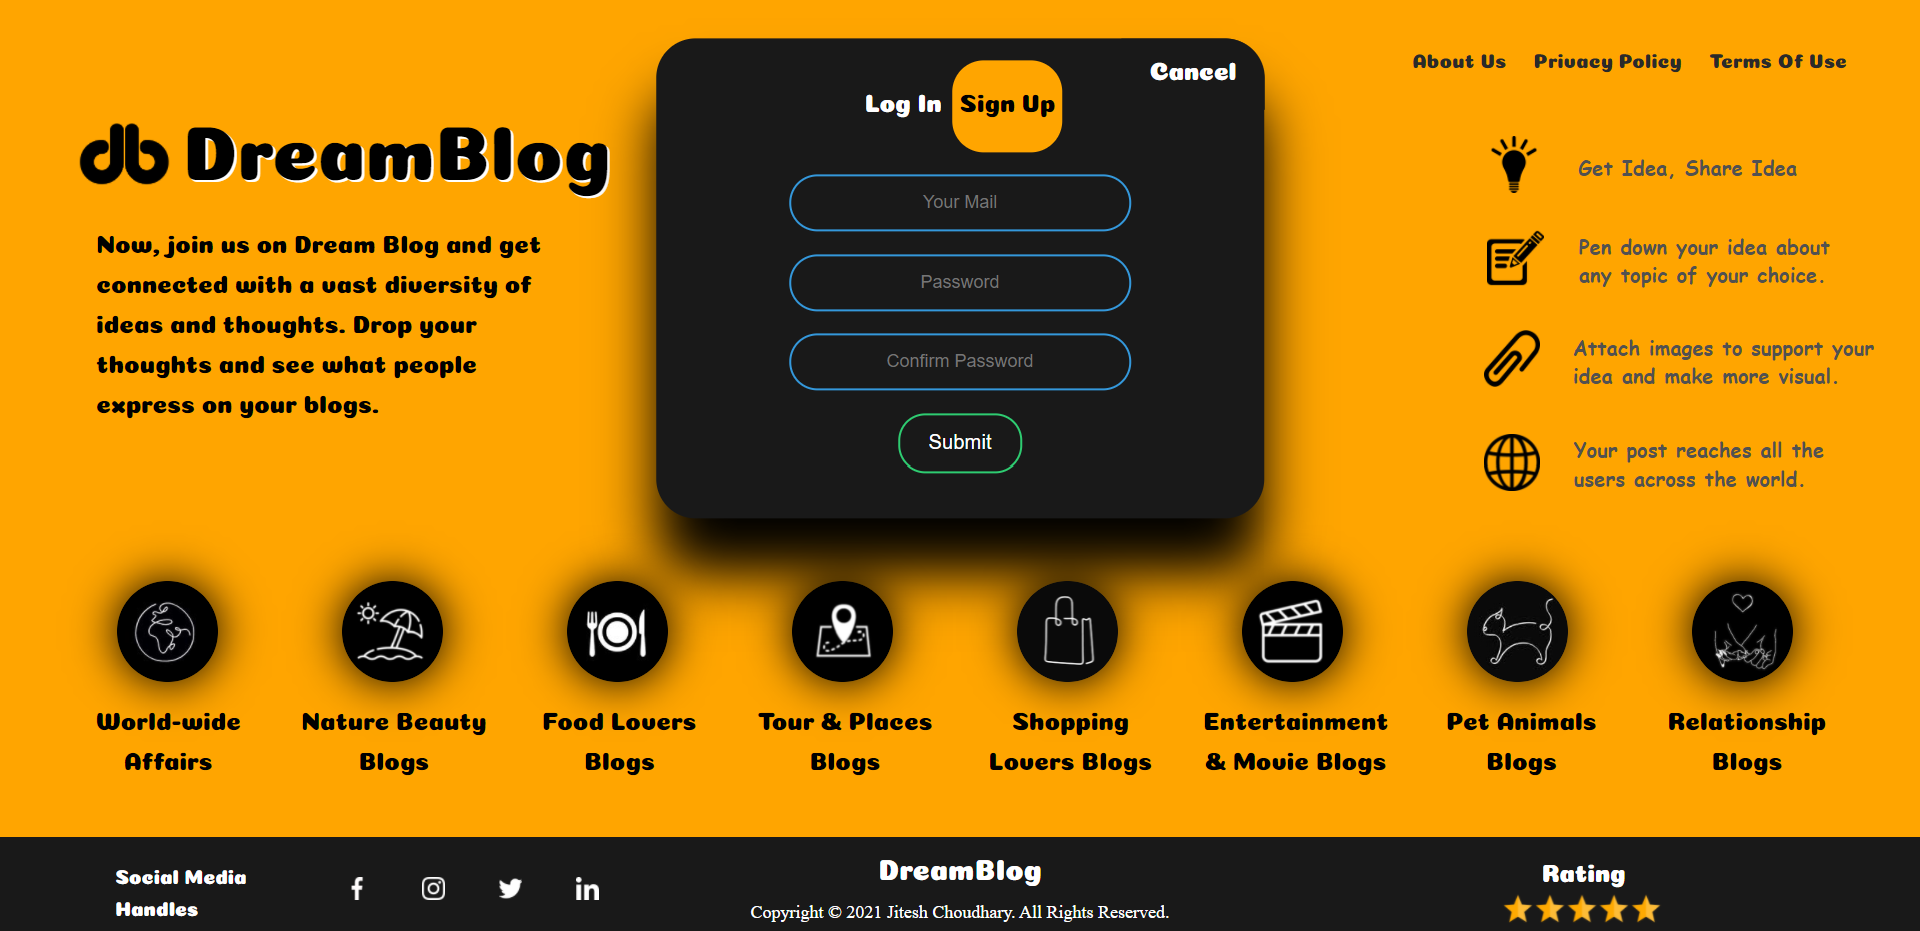 About Us Privacy Policy Terms Of Use
Cancel
Log In Sign Up
db DreamBlog
Now, join us on Dream Blog and get
connected with a vast diversity of
ideas and thoughts. Drop your
thoughts and see what people
express on your blogs.
Your Mail
Password
Confirm Password
Submit
Get Idea, Share Idea
Pen down your idea about
any topic of your choice.
Attach images to support your
idea and make more visual.
Your post reaches all the
users across the world.
World-wide
Affairs
Nature Beauty
Blogs
Food Lovers
Blogs
Tour & Places
Blogs
Shopping
Lovers Blogs
Entertainment
& Movie Blogs
Pet Animals
Blogs
Relationship
Blogs
Social Media
Handles
DreamBlog
Copyright © 2021 Jitesh Choudhary. All Rights Reserved.
Rating